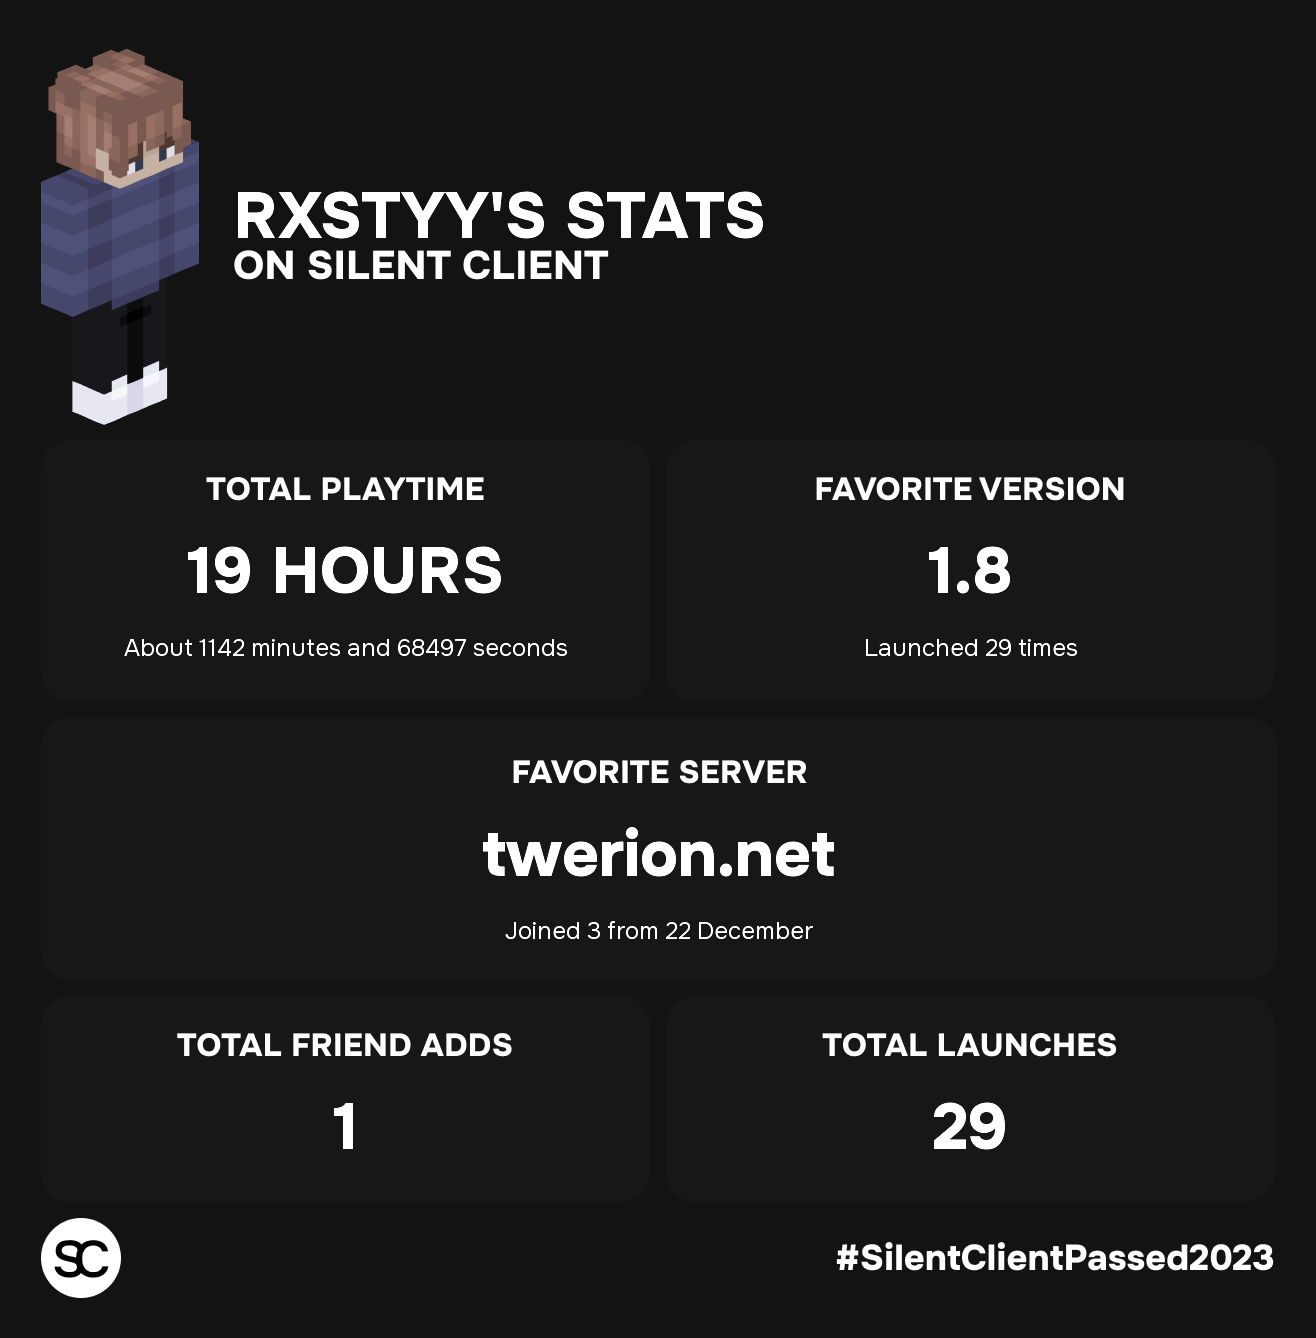 RXSTYY'S STATS
ON SILENT CLIENT
TOTAL PLAYTIME
19 HOURS
About 1142 minutes and 68497 seconds
FAVORITE VERSION
1.8
Launched 29 times
FAVORITE SERVER
twerion.net
Joined 3 from 22 December
TOTAL FRIEND ADDS
1
TOTAL LAUNCHES
29
SC
#SilentClientPassed2023